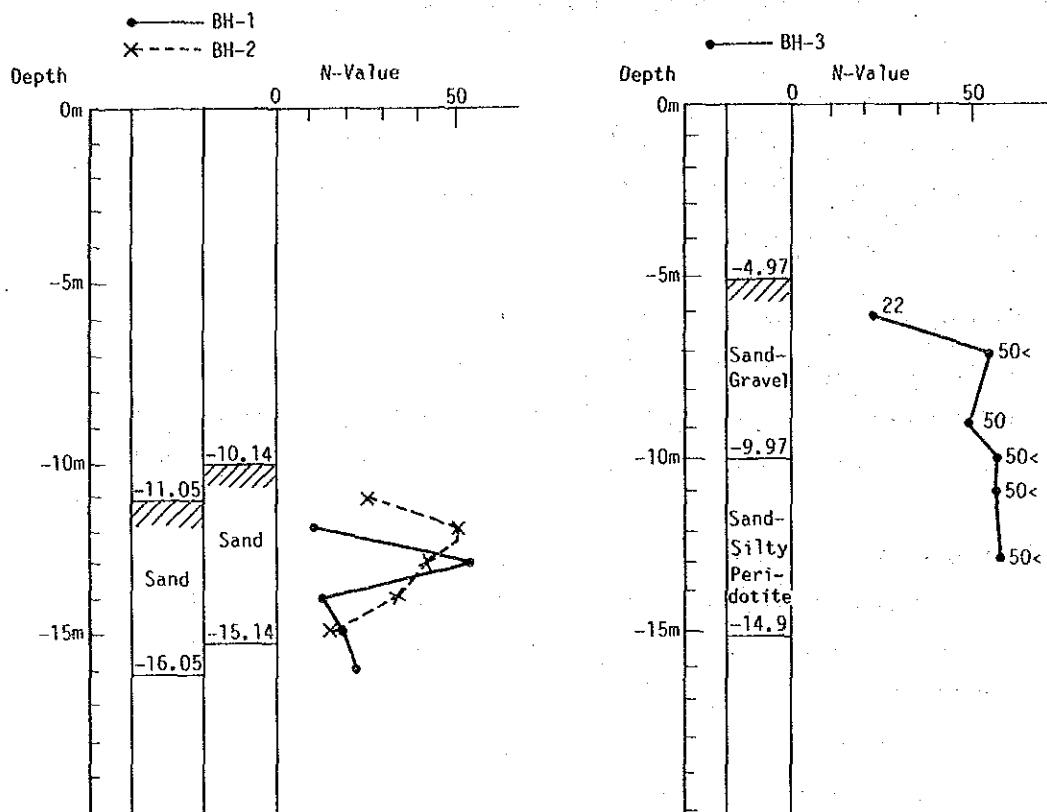 BH-1
BH-2
Depth N-Value
0 50
0m
-5m
-10m
-15m
-11.05
Sand
-16.05
-10.14
Sand
-15.14
BH-3
Depth N-Value
0 50
0m
-5m
-10m
-15m
-4.97
Sand-
Gravel
-9.97
Sand-
Silty
Peri-
dotite
-14.9
22
50<
50
50<
50<
50<